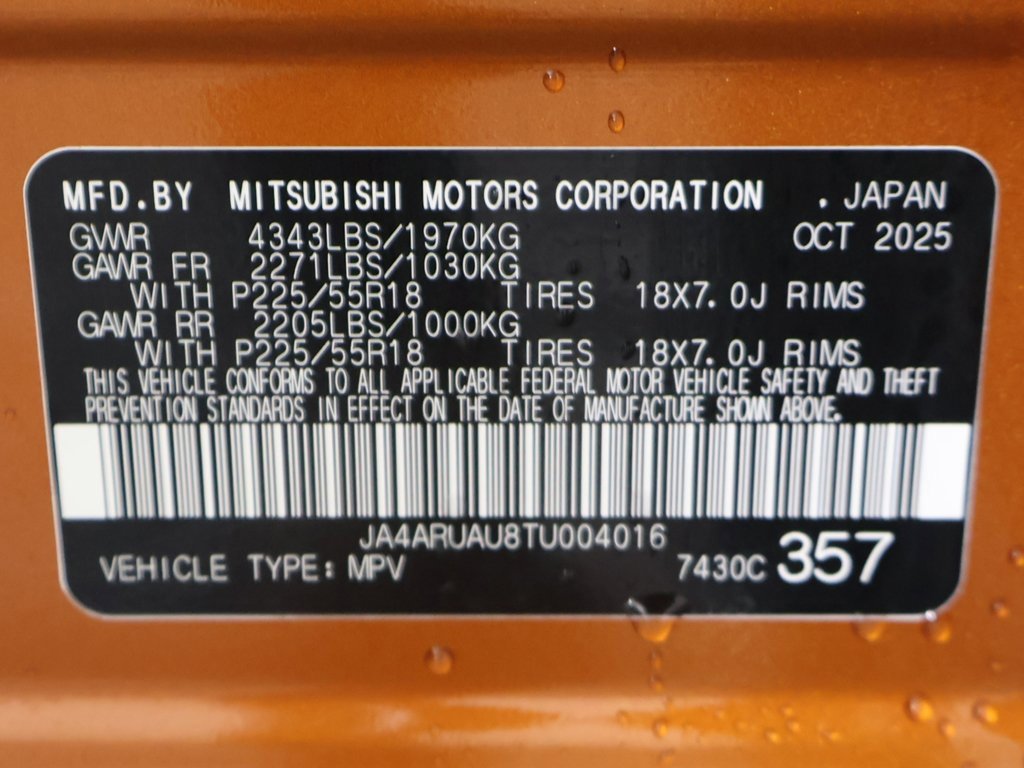 MFD.BY MITSUBISHI MOTORS CORPORATION . JAPAN
GVWR 4343LBS/1970KG OCT 2025
GAWR FR 2271LBS/1030KG
WITH P225/55R18 TIRES 18X7.0J RIMS
GAWR RR 2205LBS/1000KG
WITH P225/55R18 TIRES 18X7.0J RIMS
THIS VEHICLE CONFORMS TO ALL APPLICABLE FEDERAL MOTOR VEHICLE SAFETY AND THEFT
PREVENTION STANDARDS IN EFFECT ON THE DATE OF MANUFACTURE SHOWN ABOVE.
JA4ARUAU8TU004016
VEHICLE TYPE: MPV 7430C 357